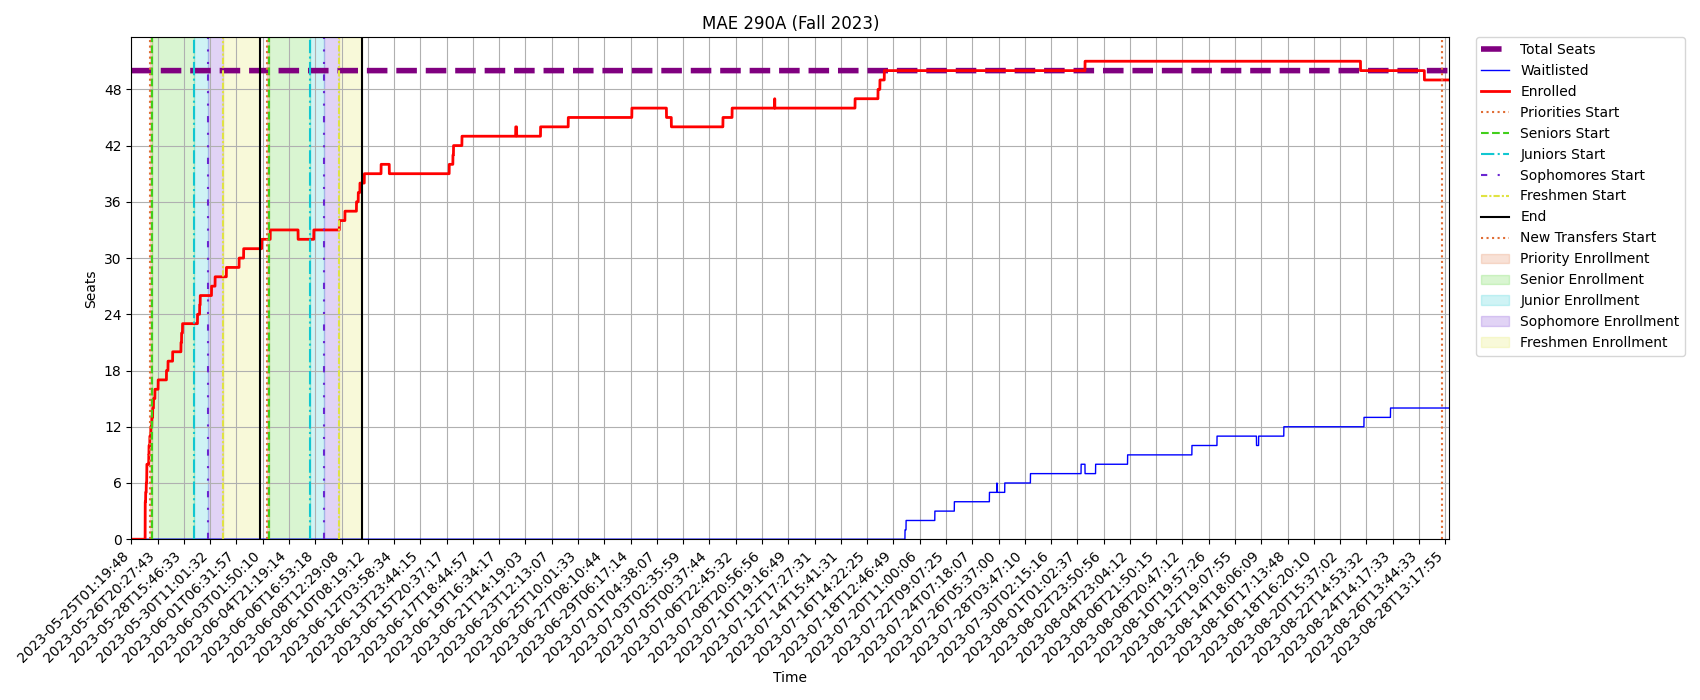 MAE 290A (Fall 2023)
Total Seats
Waitlisted
Enrolled
Priorities Start
Seniors Start
Juniors Start
Sophomores Start
Freshmen Start
End
New Transfers Start
Priority Enrollment
Senior Enrollment
Junior Enrollment
Sophomore Enrollment
Freshmen Enrollment
Seats
48
42
36
30
24
18
12
6
0
2023-05-25T01:19:48
2023-05-26T20:27:43
2023-05-28T15:46:33
2023-05-30T11:01:32
2023-06-01T06:31:57
2023-06-03T01:50:10
2023-06-04T21:19:14
2023-06-06T16:53:18
2023-06-08T12:29:08
2023-06-10T08:19:12
2023-06-12T03:58:34
2023-06-13T23:44:15
2023-06-15T20:37:17
2023-06-17T18:44:57
2023-06-19T16:34:17
2023-06-21T14:19:03
2023-06-23T12:13:07
2023-06-25T10:01:33
2023-06-27T08:10:44
2023-06-29T06:17:14
2023-07-01T04:38:07
2023-07-03T02:35:59
2023-07-05T00:37:44
2023-07-06T22:45:32
2023-07-08T20:56:56
2023-07-10T19:16:49
2023-07-12T17:27:31
2023-07-14T15:41:31
2023-07-16T14:22:25
2023-07-18T12:46:49
2023-07-20T11:00:06
2023-07-22T09:07:25
2023-07-24T07:18:07
2023-07-26T05:37:00
2023-07-28T03:47:10
2023-07-30T02:15:16
2023-08-01T01:02:37
2023-08-02T23:50:56
2023-08-04T23:04:12
2023-08-06T21:50:15
2023-08-08T20:47:12
2023-08-10T19:57:26
2023-08-12T19:07:55
2023-08-14T18:06:09
2023-08-16T17:13:48
2023-08-18T16:20:10
2023-08-20T15:37:02
2023-08-22T14:53:32
2023-08-24T14:17:33
2023-08-26T13:44:33
2023-08-28T13:17:55
Time